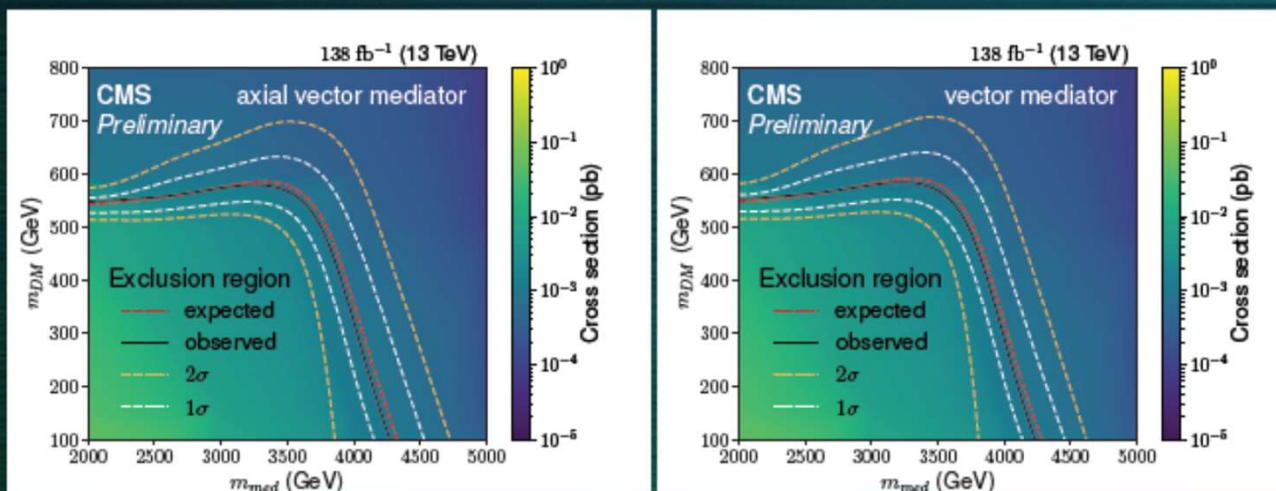 138 fb⁻¹ (13 TeV)
CMS
Preliminary
axial vector mediator
800
700
600
500
400
300
200
100
m_DM (GeV)
Exclusion region
expected
observed
2σ
1σ
2000 2500 3000 3500 4000 4500 5000
m_med (GeV)
10⁰
10⁻¹
10⁻²
10⁻³
10⁻⁴
10⁻⁵
Cross section (pb)
138 fb⁻¹ (13 TeV)
CMS
Preliminary
vector mediator
800
700
600
500
400
300
200
100
m_DM (GeV)
Exclusion region
expected
observed
2σ
1σ
2000 2500 3000 3500 4000 4500 5000
m_med (GeV)
10⁰
10⁻¹
10⁻²
10⁻³
10⁻⁴
10⁻⁵
Cross section (pb)